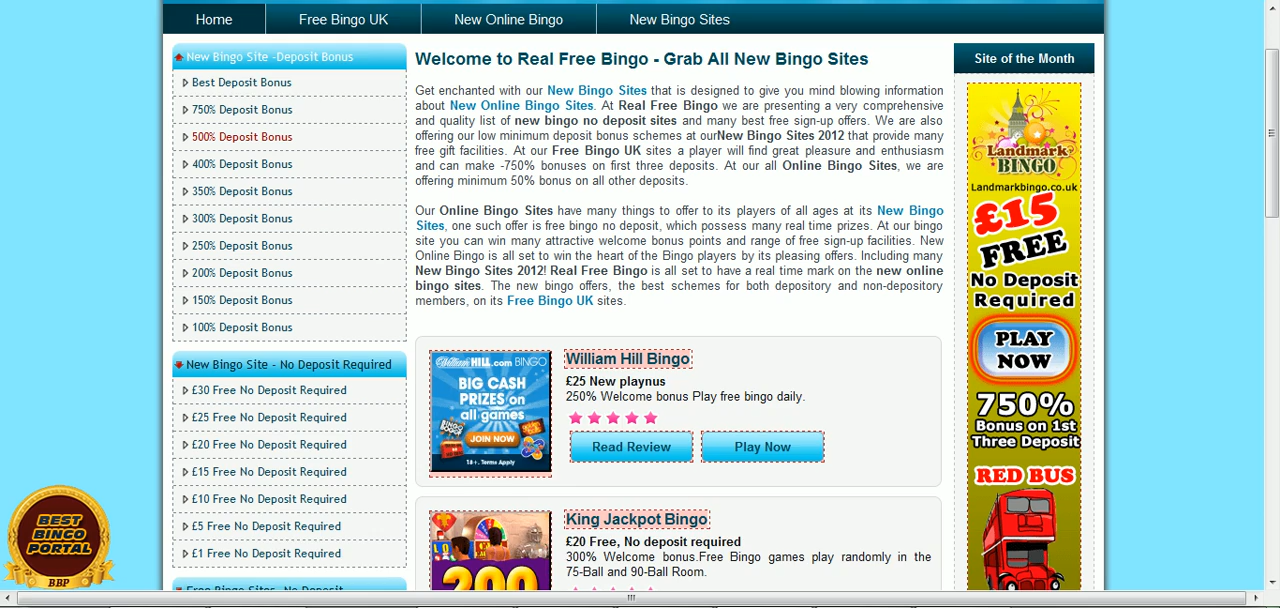 Home
Free Bingo UK
New Online Bingo
New Bingo Sites
New Bingo Site -Deposit Bonus
Best Deposit Bonus
750% Deposit Bonus
500% Deposit Bonus
400% Deposit Bonus
350% Deposit Bonus
300% Deposit Bonus
250% Deposit Bonus
200% Deposit Bonus
150% Deposit Bonus
100% Deposit Bonus
New Bingo Site - No Deposit Required
£30 Free No Deposit Required
£25 Free No Deposit Required
£20 Free No Deposit Required
£15 Free No Deposit Required
£10 Free No Deposit Required
£5 Free No Deposit Required
£1 Free No Deposit Required
Free Bingo Sites- No Deposit
BEST
BINGO
PORTAL
BBP
Welcome to Real Free Bingo - Grab All New Bingo Sites
Get enchanted with our New Bingo Sites that is designed to give you mind blowing information
about New Online Bingo Sites. At Real Free Bingo we are presenting a very comprehensive
and quality list of new bingo no deposit sites and many best free sign-up offers. We are also
offering our low minimum deposit bonus schemes at ourNew Bingo Sites 2012 that provide many
free gift facilities. At our Free Bingo UK sites a player will find great pleasure and enthusiasm
and can make -750% bonuses on first three deposits. At our all Online Bingo Sites, we are
offering minimum 50% bonus on all other deposits.
Our Online Bingo Sites have many things to offer to its players of all ages at its New Bingo
Sites, one such offer is free bingo no deposit, which possess many real time prizes. At our bingo
site you can win many attractive welcome bonus points and range of free sign-up facilities. New
Online Bingo is all set to win the heart of the Bingo players by its pleasing offers. Including many
New Bingo Sites 2012! Real Free Bingo is all set to have a real time mark on the new online
bingo sites. The new bingo offers, the best schemes for both depository and non-depository
members, on its Free Bingo UK sites.
William HILL.com BINGO
BIG CASH
PRIZES on
all games
BINGO
JOIN NOW
18+, Terms Apply
William Hill Bingo
£25 New playnus
250% Welcome bonus Play free bingo daily.
Read Review
Play Now
200
King Jackpot Bingo
£20 Free, No deposit required
300% Welcome bonus.Free Bingo games play randomly in the
75-Ball and 90-Ball Room.
Site of the Month
Landmark
BINGO
Landmarkbingo.co.uk
£15
FREE
No Deposit
Required
PLAY
NOW
750%
Bonus on 1st
Three Deposit
RED BUS